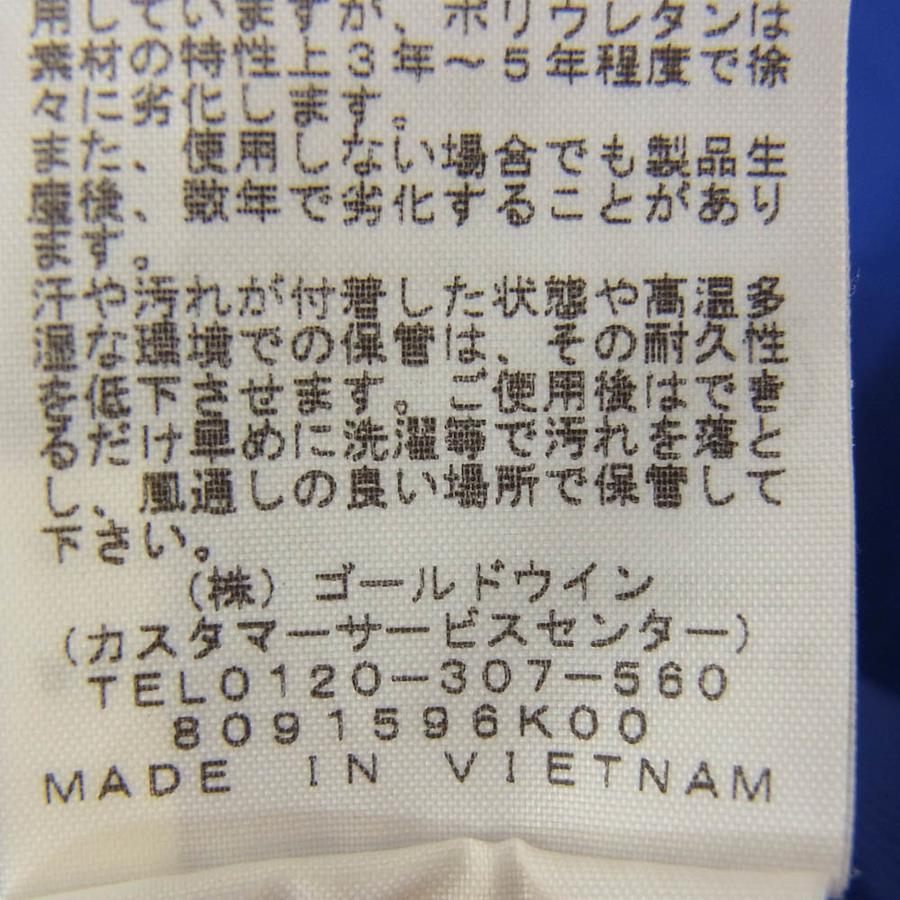 用しています が、ポリウレタンは
素材の特性上3年～5年程度で徐
々に劣化します。
また、使用しない場合でも製品生
産後、数年で劣化することがあり
ます。
汗や汚れが付着した状態や高温多
湿な環境での保管は、その耐久性
を低下させます。ご使用後はでき
るだけ早めに洗濯等で汚れを落と
し、風通しの良い場所で保管して
下さい。
(株)ゴールドウイン
(カスタマーサービスセンター)
TEL0120-307-560
8091596K00
MADE IN VIETNAM